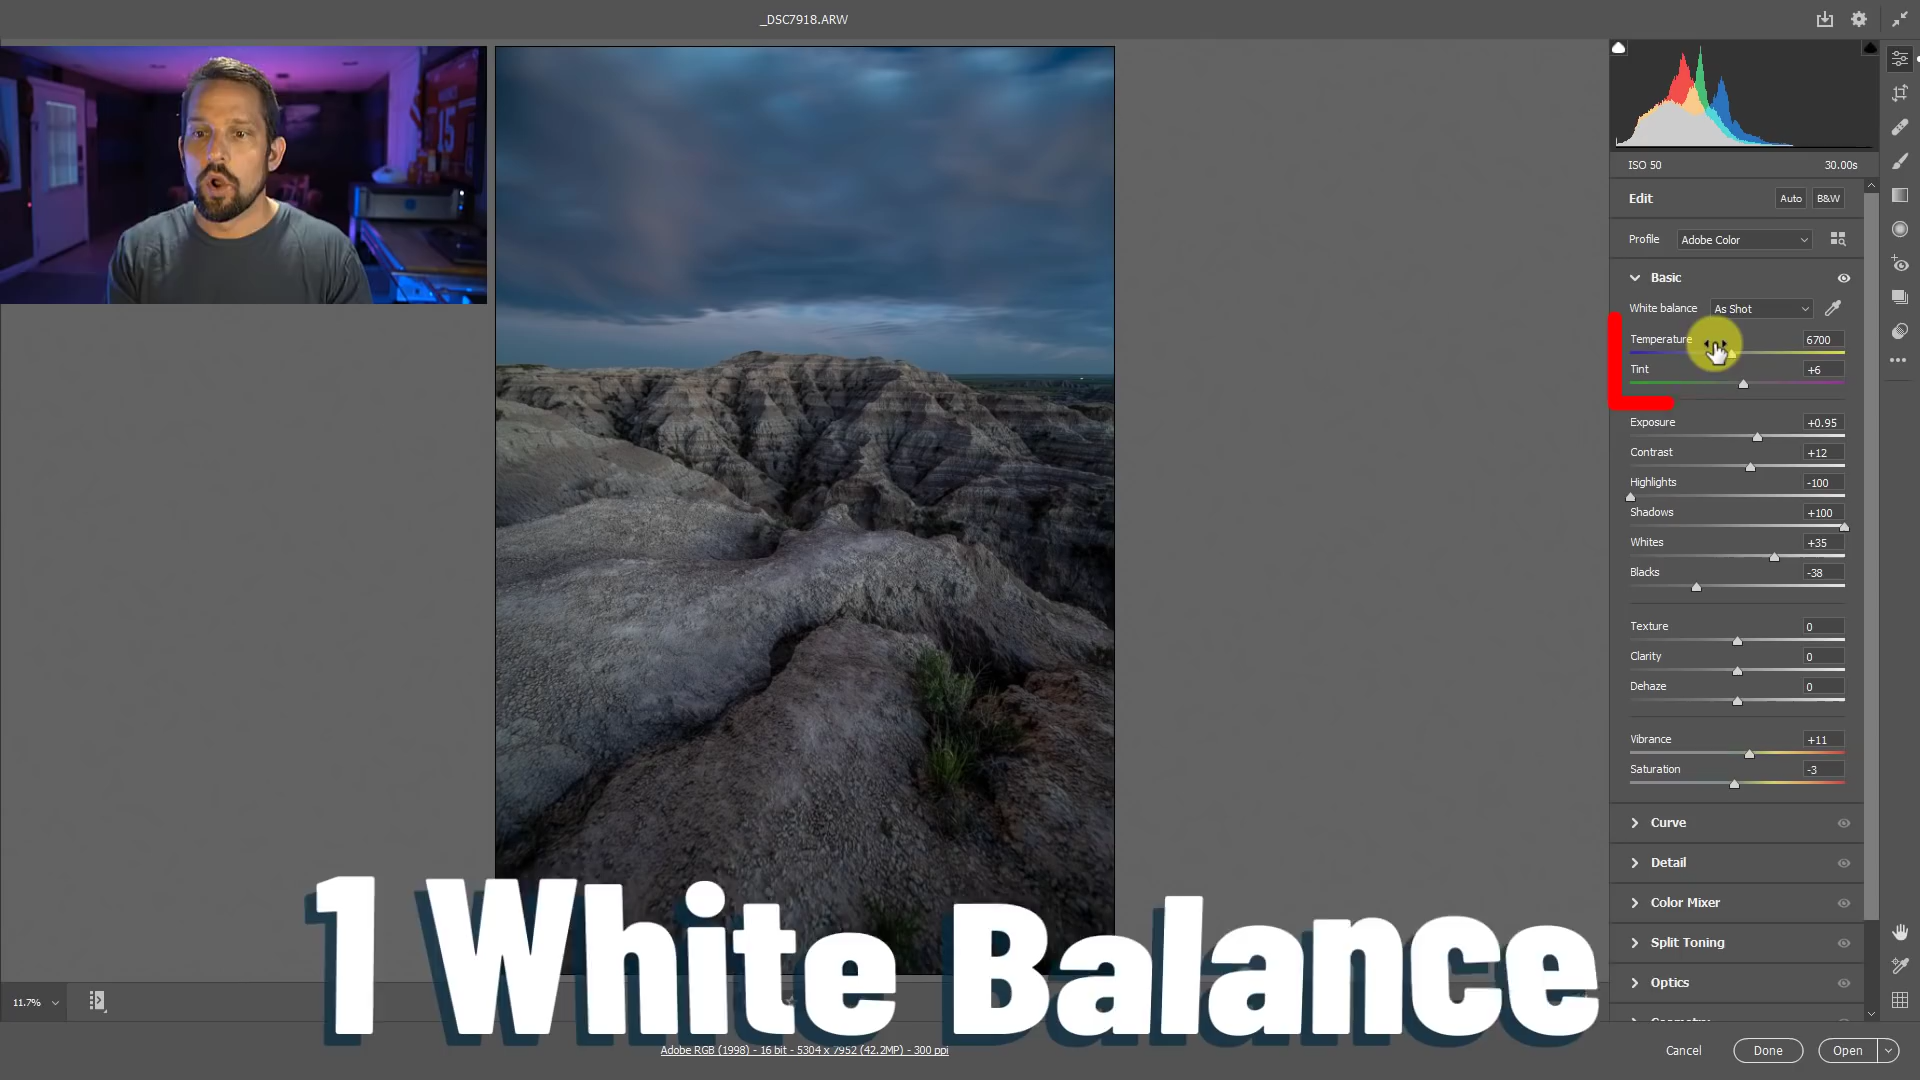 _DSC7918.ARW
ISO 50 30.00s
Edit Auto B&W
Profile Adobe Color
Basic
White balance As Shot
Temperature 6700
Tint +6
Exposure +0.95
Contrast +12
Highlights -100
Shadows +100
Whites +35
Blacks -38
Texture 0
Clarity 0
Dehaze 0
Vibrance +11
Saturation -3
Curve
Detail
Color Mixer
Split Toning
Optics
1 White Balance
11.7%
Adobe RGB (1998) - 16 bit - 5304 x 7952 (42.2MP) - 300 ppi
Cancel Done Open